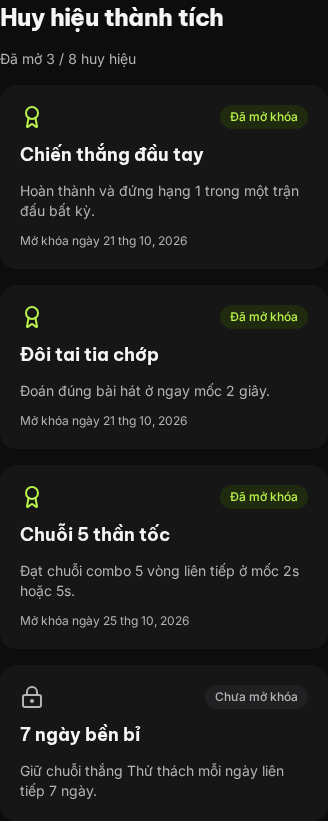 Huy hiệu thành tích
Đã mở 3 / 8 huy hiệu
Đã mở khóa
Chiến thắng đầu tay
Hoàn thành và đứng hạng 1 trong một trận
đấu bất kỳ.
Mở khóa ngày 21 thg 10, 2026
Đã mở khóa
Đôi tai tia chớp
Đoán đúng bài hát ở ngay mốc 2 giây.
Mở khóa ngày 21 thg 10, 2026
Đã mở khóa
Chuỗi 5 thần tốc
Đạt chuỗi combo 5 vòng liên tiếp ở mốc 2s
hoặc 5s.
Mở khóa ngày 25 thg 10, 2026
Chưa mở khóa
7 ngày bền bỉ
Giữ chuỗi thắng Thử thách mỗi ngày liên
tiếp 7 ngày.